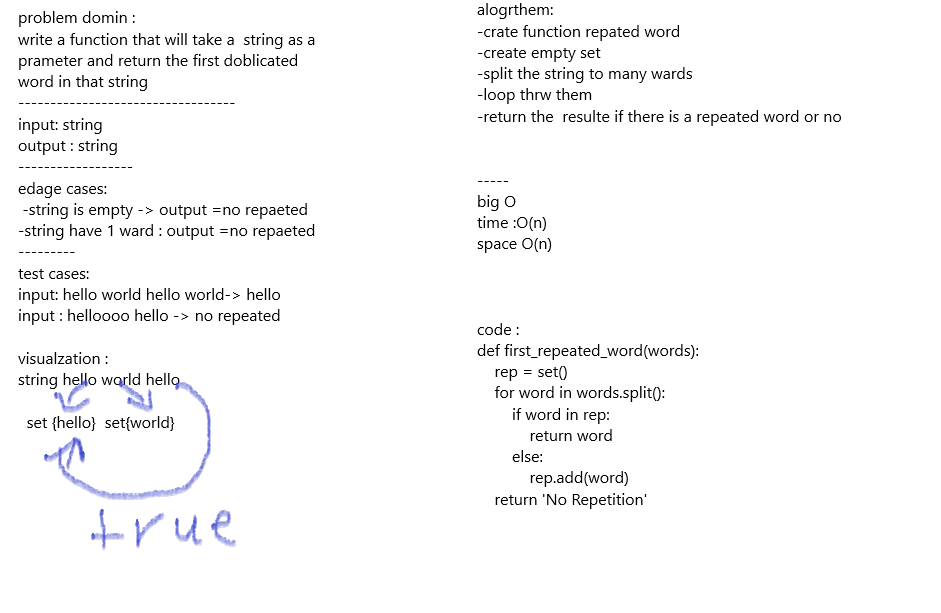 problem domin :
write a function that will take a  string as a
prameter and return the first doblicated
word in that string
----------------------------------
input: string
output : string
------------------
edage cases:
 -string is empty -> output =no repaeted
-string have 1 ward : output =no repaeted
---------
test cases:
input: hello world hello world-> hello
input : helloooo hello -> no repeated
visualzation :
string hello world hello
set {hello}  set{world}
true
alogrthem:
-crate function repated word
-create empty set
-split the string to many wards
-loop thrw them
-return the  resulte if there is a repeated word or no
-----
big O
time :O(n)
space O(n)
code :
def first_repeated_word(words):
    rep = set()
    for word in words.split():
        if word in rep:
            return word
        else:
            rep.add(word)
    return 'No Repetition'